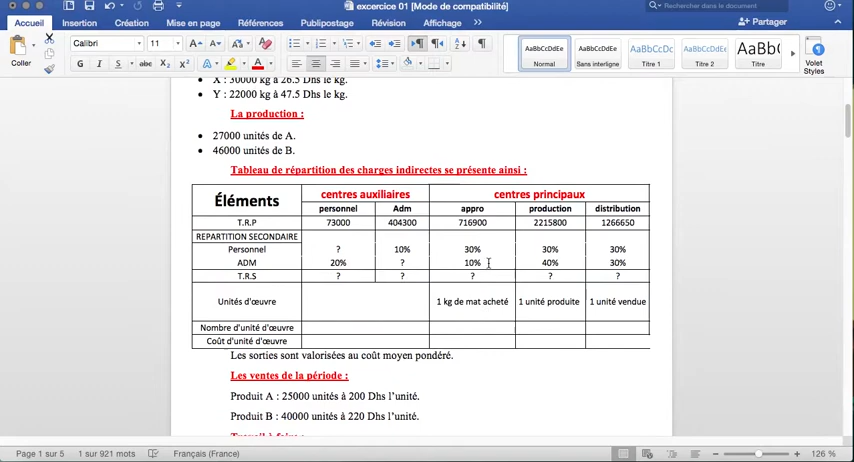 excercice 01 [Mode de compatibilité]
Rechercher dans ce document
Accueil Insertion Création Mise en page Références Publipostage Révision Affichage
Partager
Calibri 11
Coller
AaBbCcDdEe AaBbCcDdEe AaBbCcDc AaBbCcDdEe AaBbCcDc
Normal Sans interligne Titre 1 Titre 2 Titre
Volet Styles
X : 30000 kg à 26.5 Dhs le kg.
Y : 22000 kg à 47.5 Dhs le kg.
La production :
27000 unités de A.
46000 unités de B.
Tableau de répartition des charges indirectes se présente ainsi :
Éléments centres auxiliaires centres principaux
personnel Adm appro production distribution
T.R.P 73000 404300 716900 2215800 1266650
REPARTITION SECONDAIRE
Personnel ? 10% 30% 30% 30%
ADM 20% ? 10% 40% 30%
T.R.S ? ? ? ? ?
Unités d'œuvre 1 kg de mat acheté 1 unité produite 1 unité vendue
Nombre d'unité d'œuvre
Coût d'unité d'œuvre
Les sorties sont valorisées au coût moyen pondéré.
Les ventes de la période :
Produit A : 25000 unités à 200 Dhs l'unité.
Produit B : 40000 unités à 220 Dhs l'unité.
Travail à faire :
Page 1 sur 5 1 sur 921 mots Français (France) 126 %